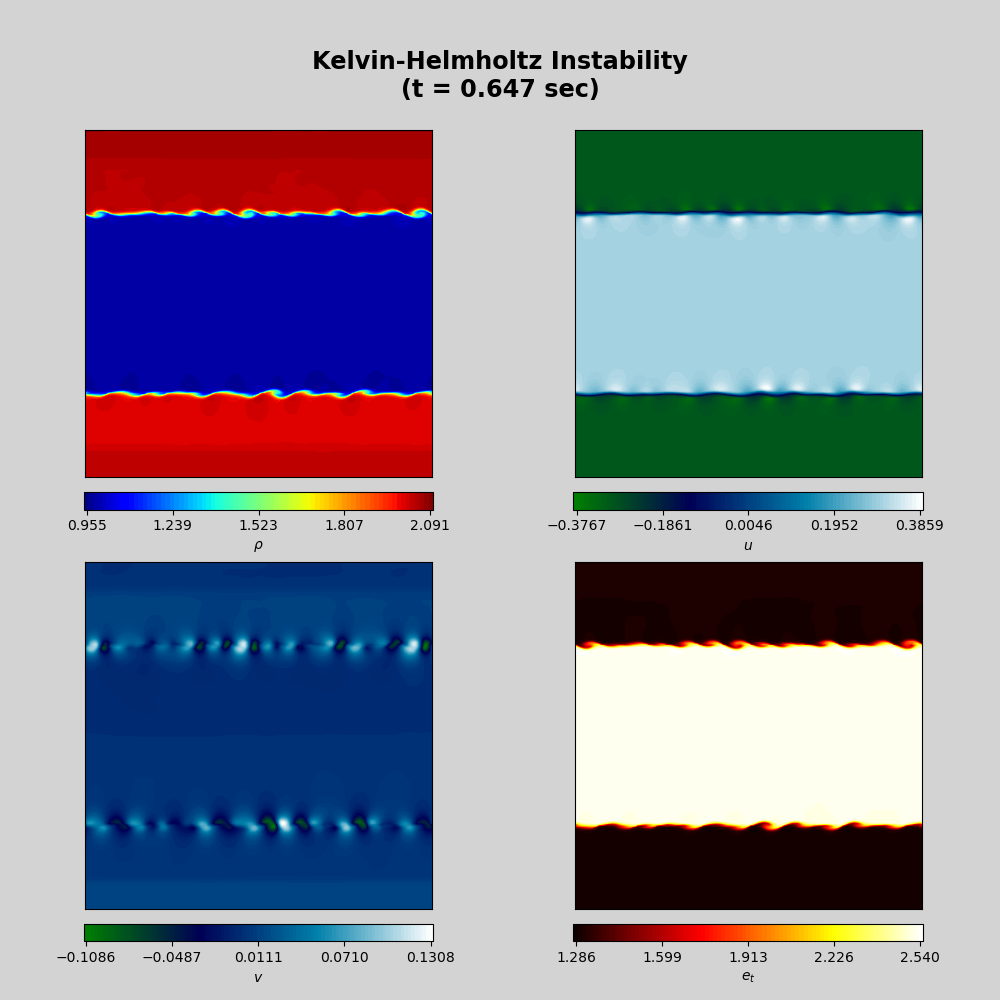 Kelvin-Helmholtz Instability
(t = 0.647 sec)
0.955 1.239 1.523 1.807 2.091
ρ
−0.3767 −0.1861 0.0046 0.1952 0.3859
u
−0.1086 −0.0487 0.0111 0.0710 0.1308
v
1.286 1.599 1.913 2.226 2.540
e_t